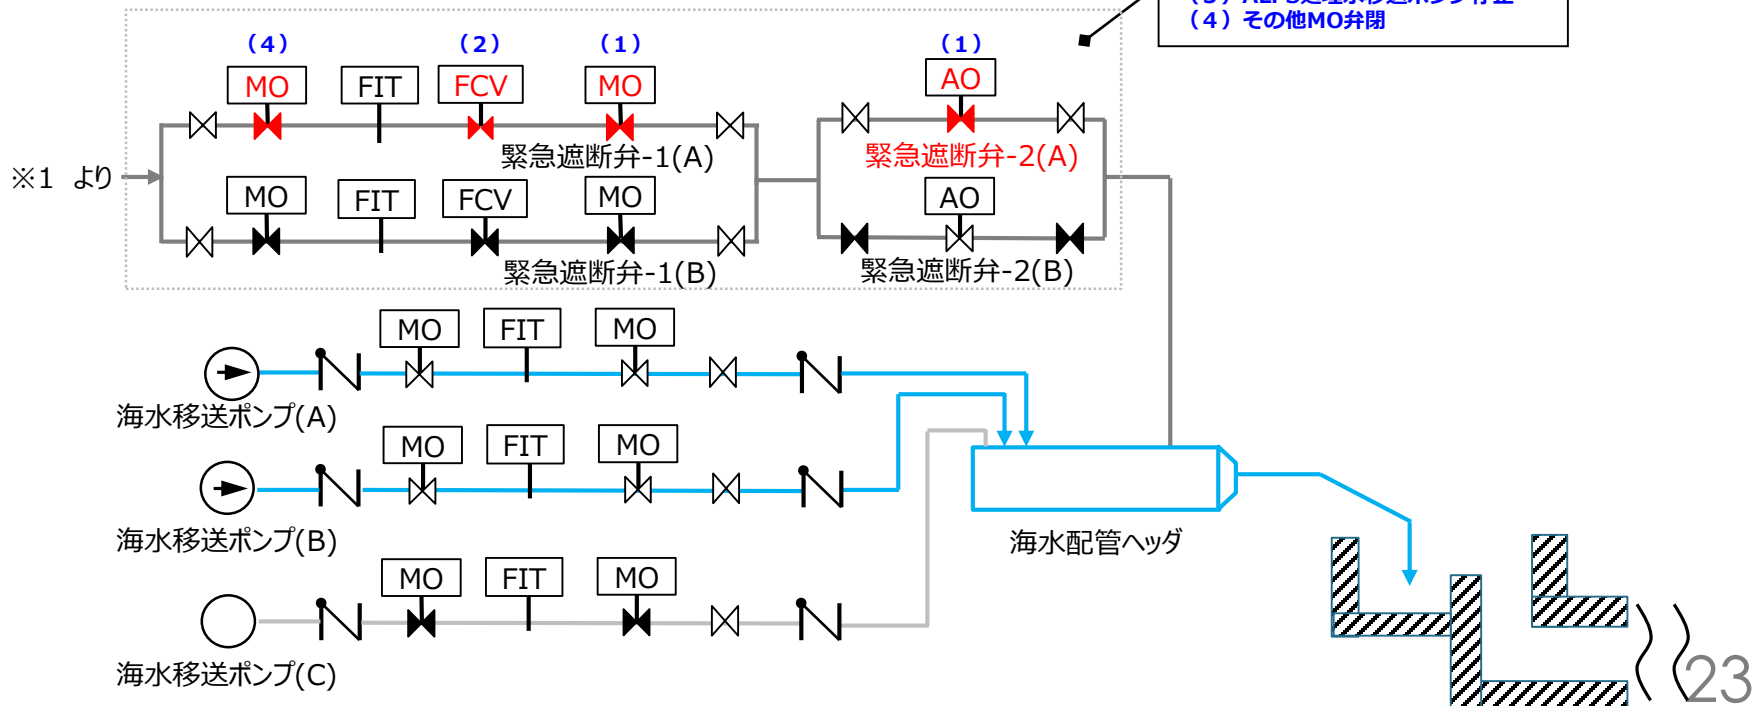 (4)その他MO弁閉
(4) (2) (1) (1)
MO FIT FCV MO AO
緊急遮断弁-1(A) 緊急遮断弁-2(A)
※1 より
MO FIT FCV MO AO
緊急遮断弁-1(B) 緊急遮断弁-2(B)
MO FIT MO
海水移送ポンプ(A)
MO FIT MO
海水移送ポンプ(B)
海水配管ヘッダ
MO FIT MO
海水移送ポンプ(C)
23